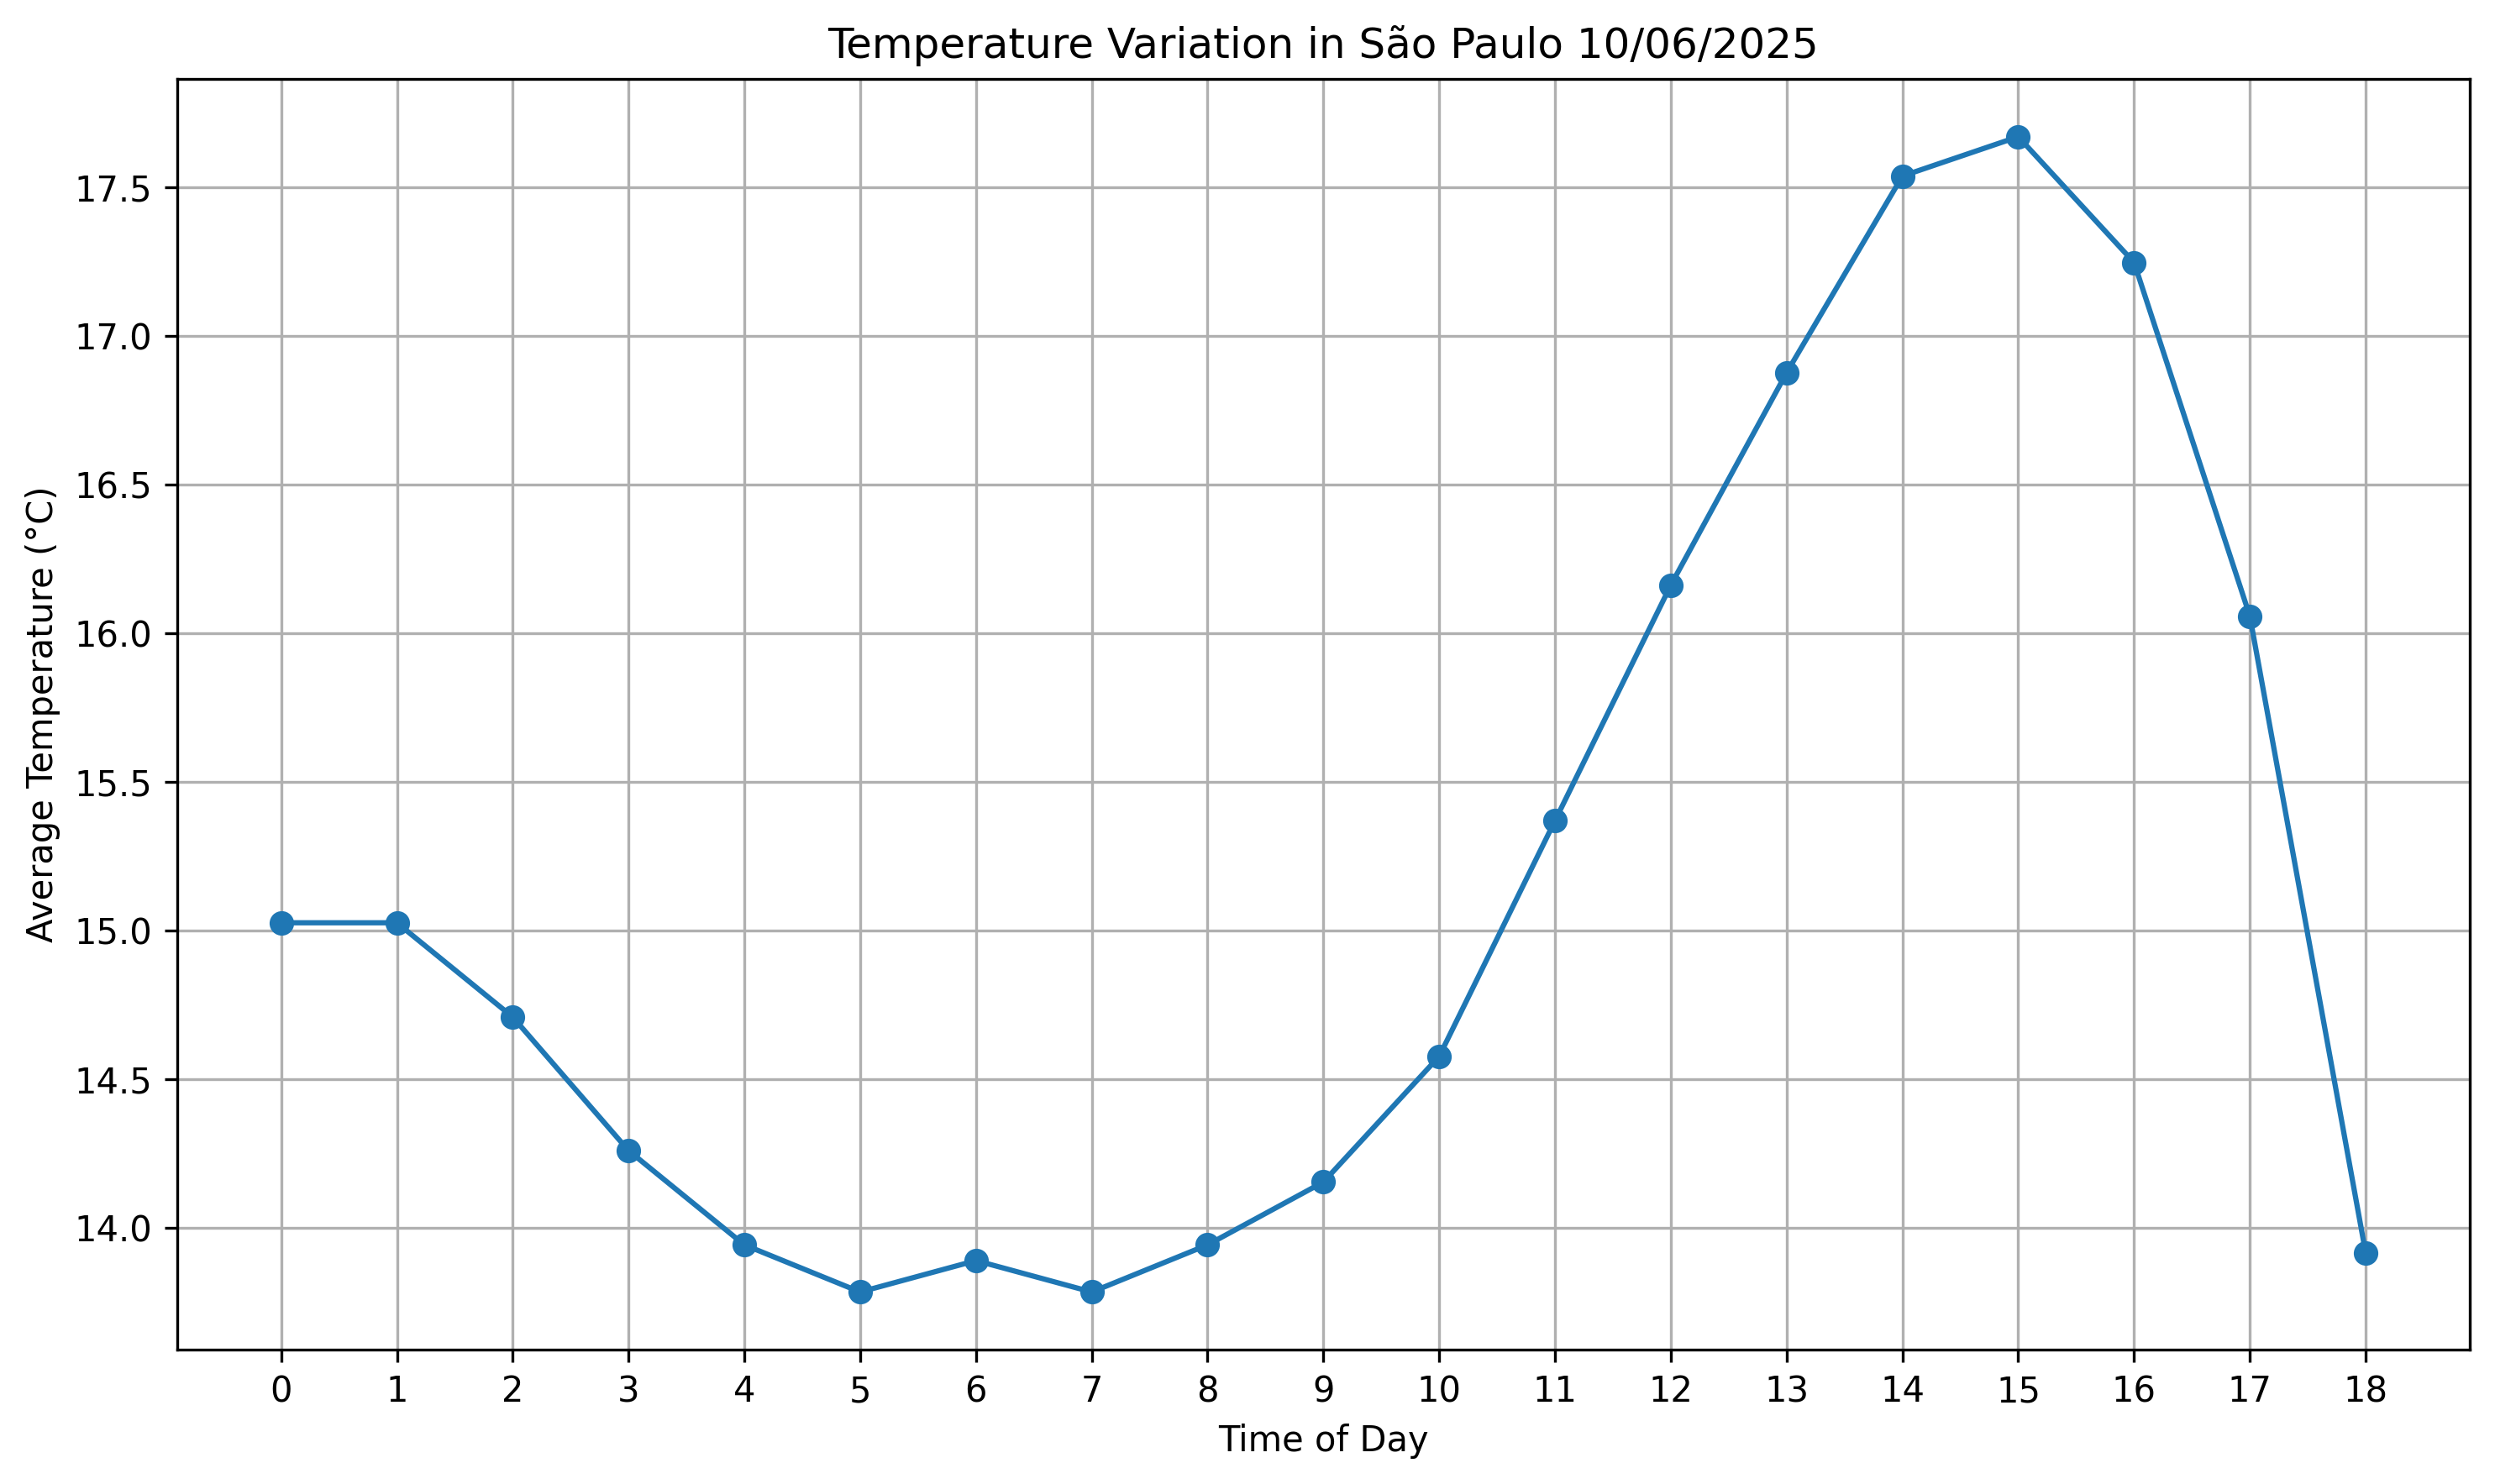 Temperature Variation in São Paulo 10/06/2025
Average Temperature (°C)
17.5
17.0
16.5
16.0
15.5
15.0
14.5
14.0
0 1 2 3 4 5 6 7 8 9 10 11 12 13 14 15 16 17 18
Time of Day